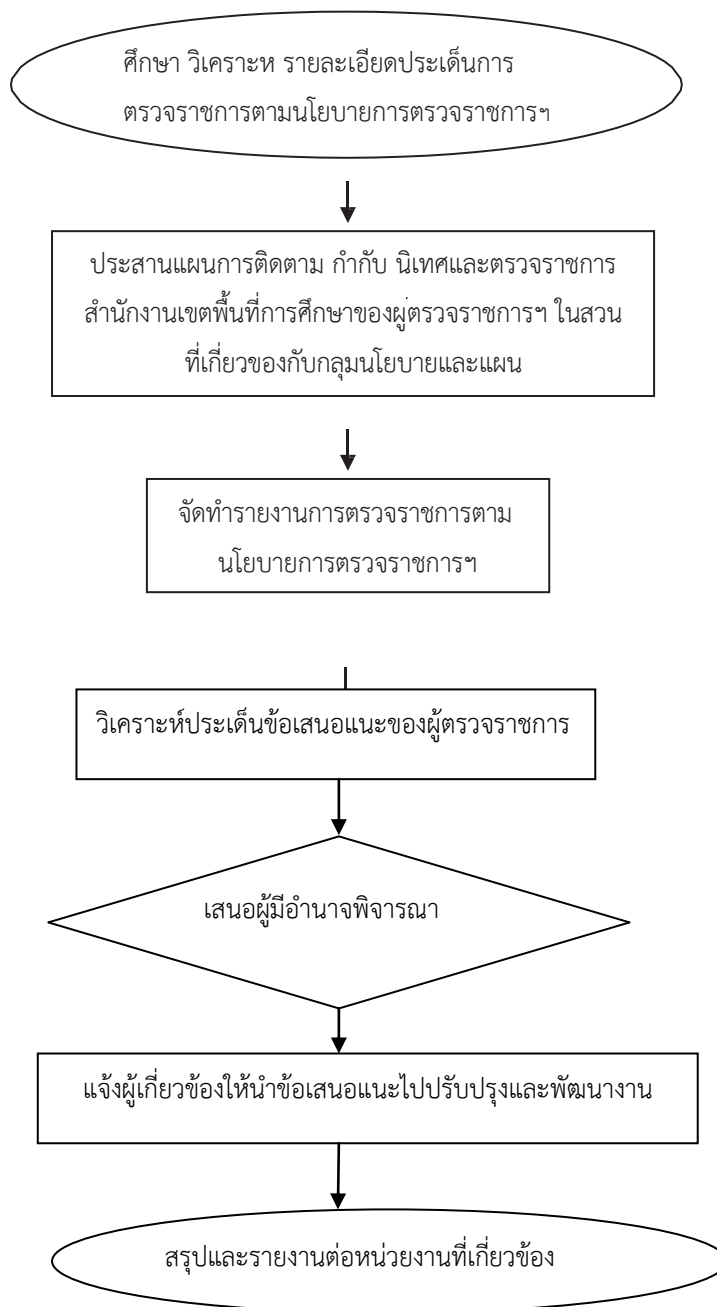 ศึกษา วิเคราะห รายละเอียดประเด็นการ
ตรวจราชการตามนโยบายการตรวจราชการฯ
ประสานแผนการติดตาม กำกับ นิเทศและตรวจราชการ
สำนักงานเขตพื้นที่การศึกษาของผู่ตรวจราชการฯ ในสวน
ที่เกี่ยวของกับกลุมนโยบายและแผน
จัดทำรายงานการตรวจราชการตาม
นโยบายการตรวจราชการฯ
วิเคราะห์ประเด็นข้อเสนอแนะของผู้ตรวจราชการ
เสนอผู้มีอำนาจพิจารณา
แจ้งผู้เกี่ยวข้องให้นำข้อเสนอแนะไปปรับปรุงและพัฒนางาน
สรุปและรายงานต่อหน่วยงานที่เกี่ยวข้อง